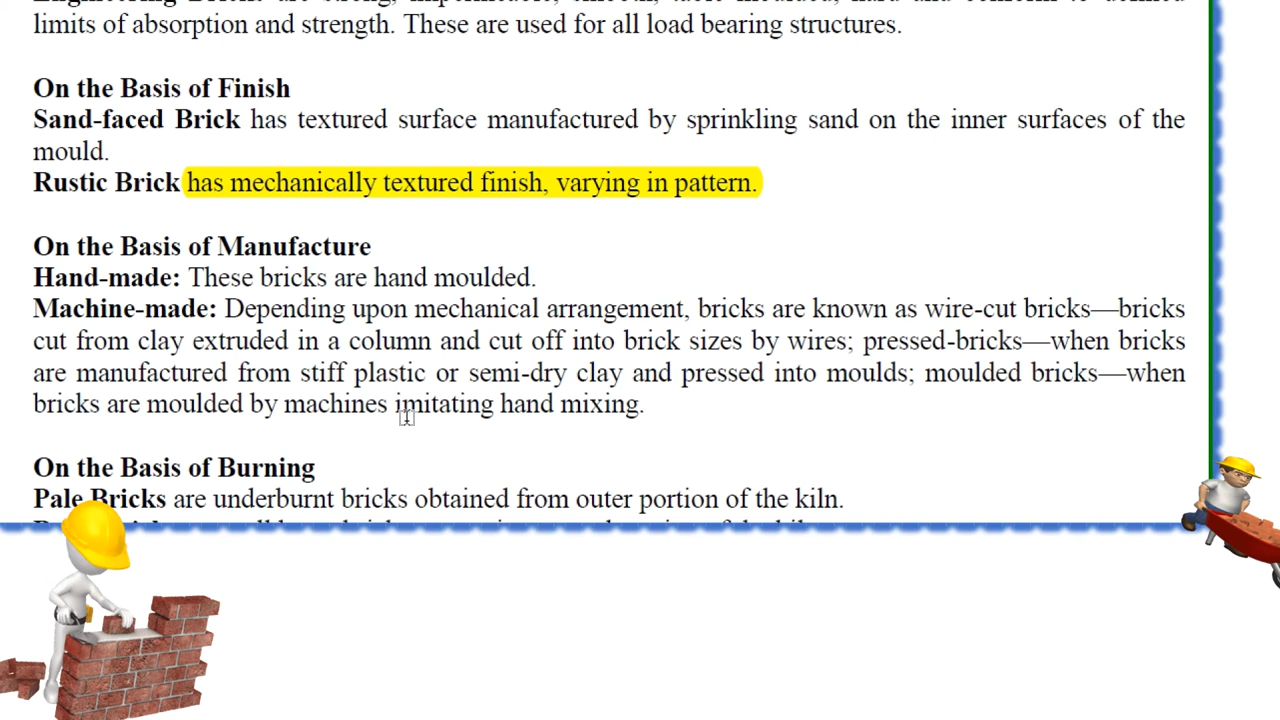 limits of absorption and strength. These are used for all load bearing structures.
On the Basis of Finish
Sand-faced Brick has textured surface manufactured by sprinkling sand on the inner surfaces of the
mould.
Rustic Brick has mechanically textured finish, varying in pattern.
On the Basis of Manufacture
Hand-made: These bricks are hand moulded.
Machine-made: Depending upon mechanical arrangement, bricks are known as wire-cut bricks—bricks
cut from clay extruded in a column and cut off into brick sizes by wires; pressed-bricks—when bricks
are manufactured from stiff plastic or semi-dry clay and pressed into moulds; moulded bricks—when
bricks are moulded by machines imitating hand mixing.
On the Basis of Burning
Pale Bricks are underburnt bricks obtained from outer portion of the kiln.